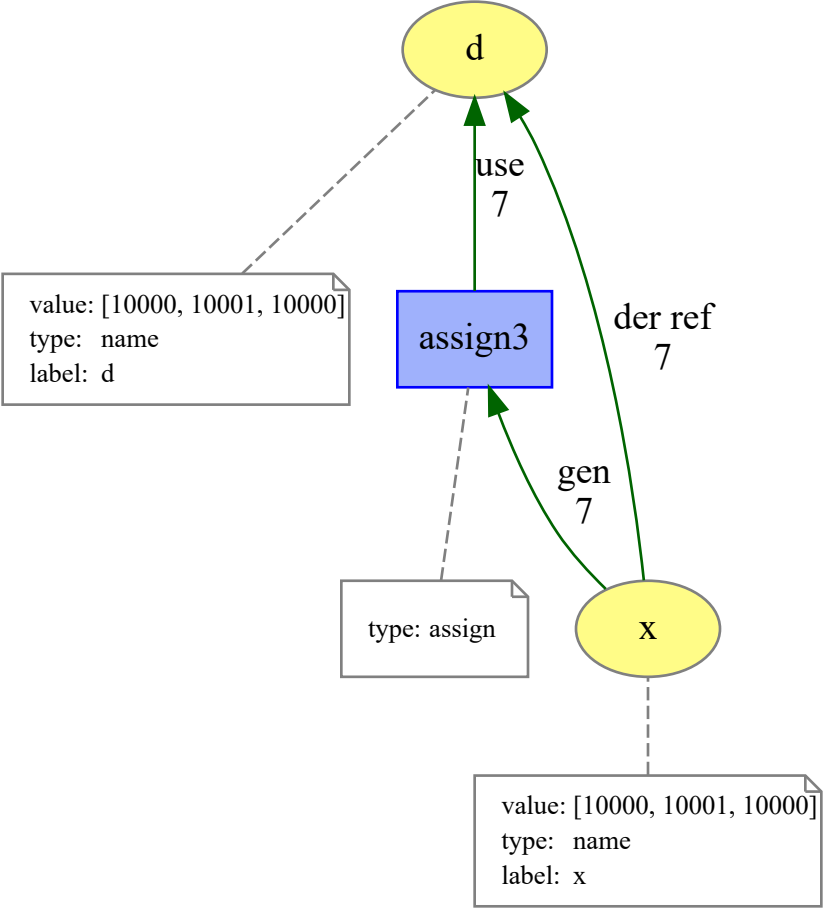 d
use
7
value: [10000, 10001, 10000]
type: name
label: d
assign3
der ref
7
gen
7
type: assign
x
value: [10000, 10001, 10000]
type: name
label: x